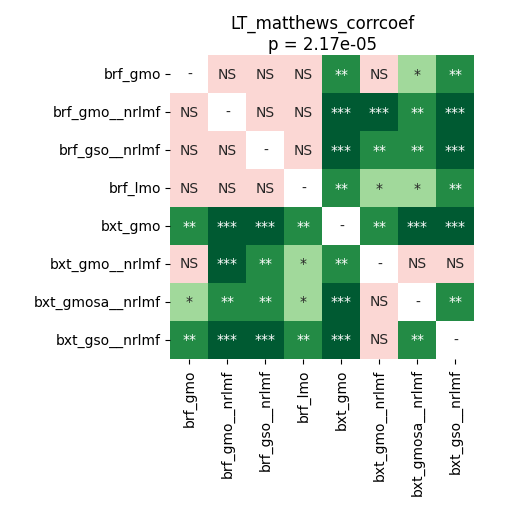 LT_matthews_corrcoef
p = 2.17e-05
brf_gmo - NS NS NS ** NS * **
brf_gmo__nrlmf NS - NS NS *** *** ** ***
brf_gso__nrlmf NS NS - NS *** ** ** ***
brf_lmo NS NS NS - ** * * **
bxt_gmo ** *** *** ** - ** *** ***
bxt_gmo__nrlmf NS *** ** * ** - NS NS
bxt_gmosa__nrlmf * ** ** * *** NS - **
bxt_gso__nrlmf ** *** *** ** *** NS ** -
brf_gmo
brf_gmo__nrlmf
brf_gso__nrlmf
brf_lmo
bxt_gmo
bxt_gmo__nrlmf
bxt_gmosa__nrlmf
bxt_gso__nrlmf